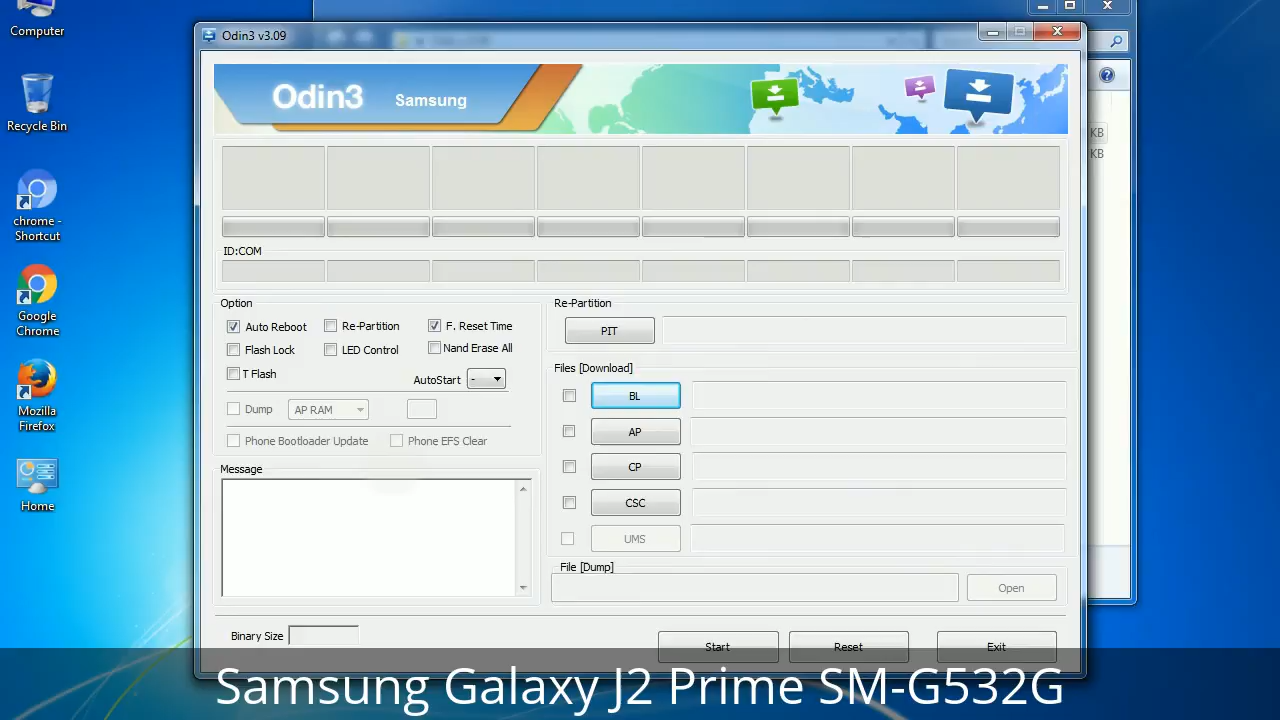 Computer
Recycle Bin
chrome -
Shortcut
Google
Chrome
Mozilla
Firefox
Home
Odin3 v3.09
Odin3 Samsung
KB
KB
ID:COM
Option
Auto Reboot
Re-Partition
F. Reset Time
Flash Lock
LED Control
Nand Erase All
T Flash
AutoStart -
Dump
AP RAM
Phone Bootloader Update
Phone EFS Clear
Message
Re-Partition
PIT
Files [Download]
BL
AP
CP
CSC
UMS
File [Dump]
Open
Binary Size
Start
Reset
Exit
Samsung Galaxy J2 Prime SM-G532G